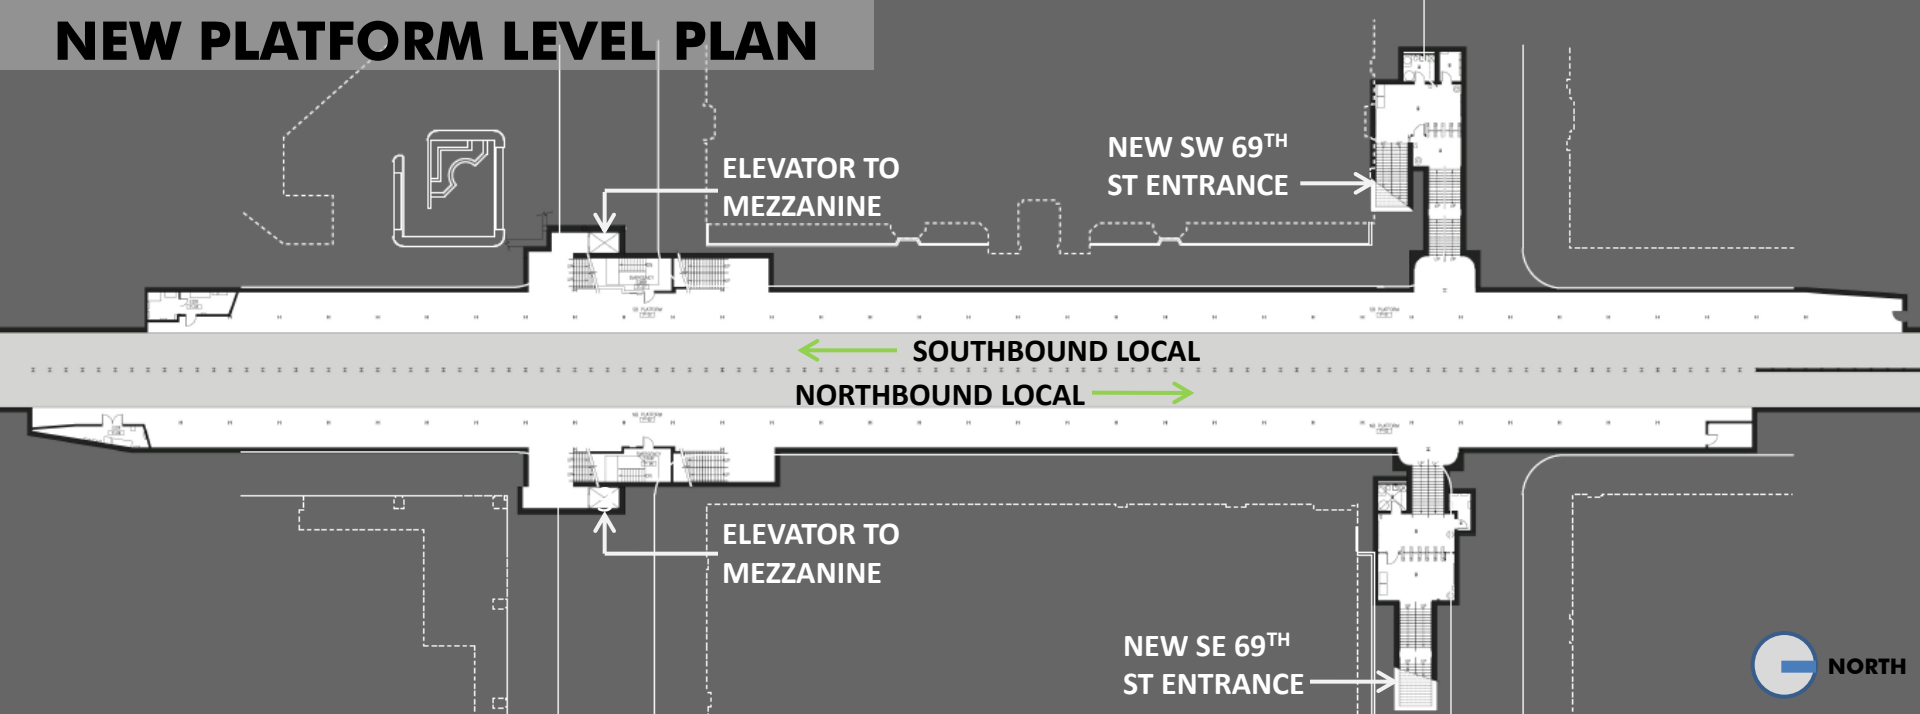 NEW PLATFORM LEVEL PLAN
ELEVATOR TO
MEZZANINE
NEW SW 69TH
ST ENTRANCE
SOUTHBOUND LOCAL
NORTHBOUND LOCAL
ELEVATOR TO
MEZZANINE
NEW SE 69TH
ST ENTRANCE
NORTH